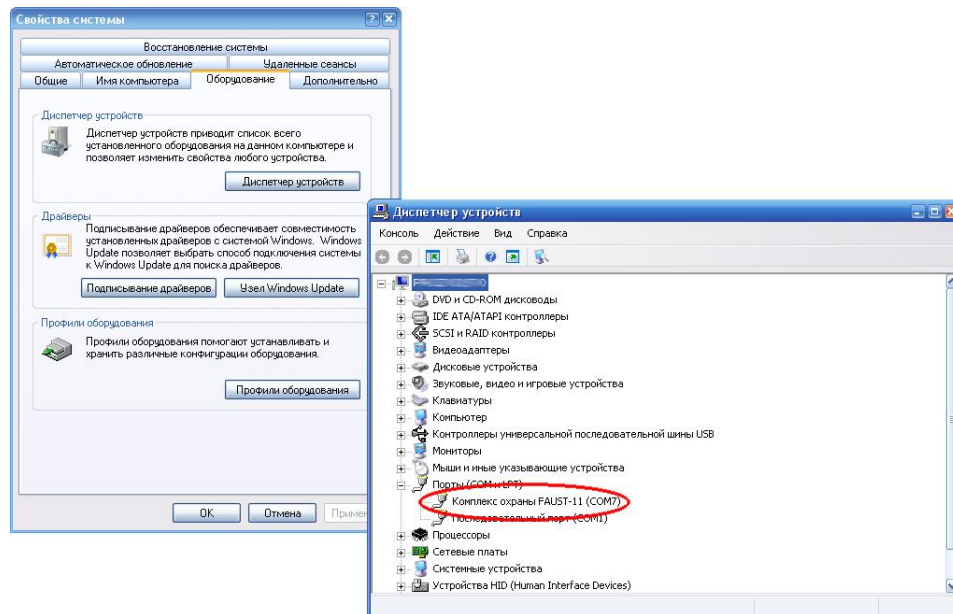 Свойства системы
Восстановление системы
Автоматическое обновление
Удаленные сеансы
Общие
Имя компьютера
Оборудование
Дополнительно
Диспетчер устройств
Диспетчер устройств приводит список всего
установленного оборудования на данном компьютере и
позволяет изменить свойства любого устройства.
Диспетчер устройств
Драйверы
Подписывание драйверов обеспечивает совместимость
установленных драйверов с системой Windows. Windows
Update позволяет выбрать способ подключения системы
к Windows Update для поиска драйверов.
Подписывание драйверов
Узел Windows Update
Профили оборудования
Профили оборудования помогают устанавливать и
хранить различные конфигурации оборудования.
Профили оборудования
OK
Отмена
Примен
Диспетчер устройств
Консоль Действие Вид Справка
DVD и CD-ROM дисководы
IDE ATA/ATAPI контроллеры
SCSI и RAID контроллеры
Видеоадаптеры
Дисковые устройства
Звуковые, видео и игровые устройства
Клавиатуры
Компьютер
Контроллеры универсальной последовательной шины USB
Мониторы
Мыши и иные указывающие устройства
Порты (COM и LPT)
Комплекс охраны FAUST-11 (COM7)
Последовательный порт (COM1)
Процессоры
Сетевые платы
Системные устройства
Устройства HID (Human Interface Devices)